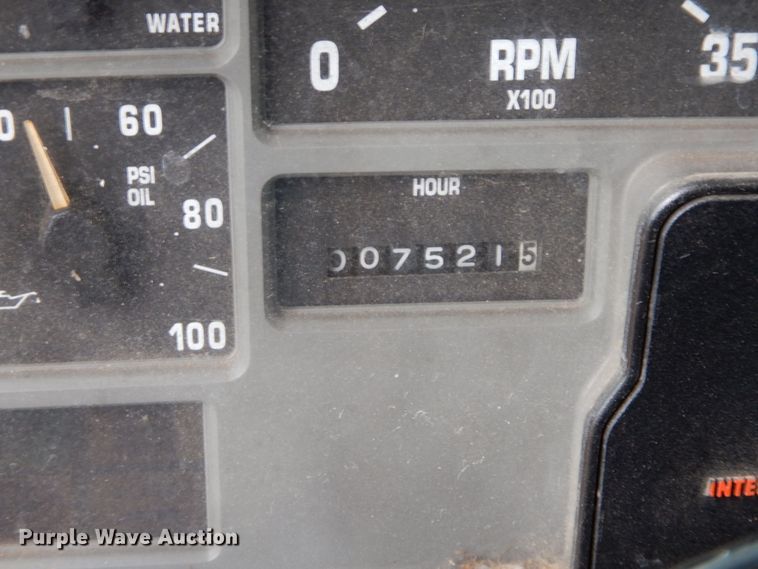 WATER
0
RPM
35
X100
60
PSI
OIL
80
100
HOUR
0075215
INTE
Purple Wave Auction